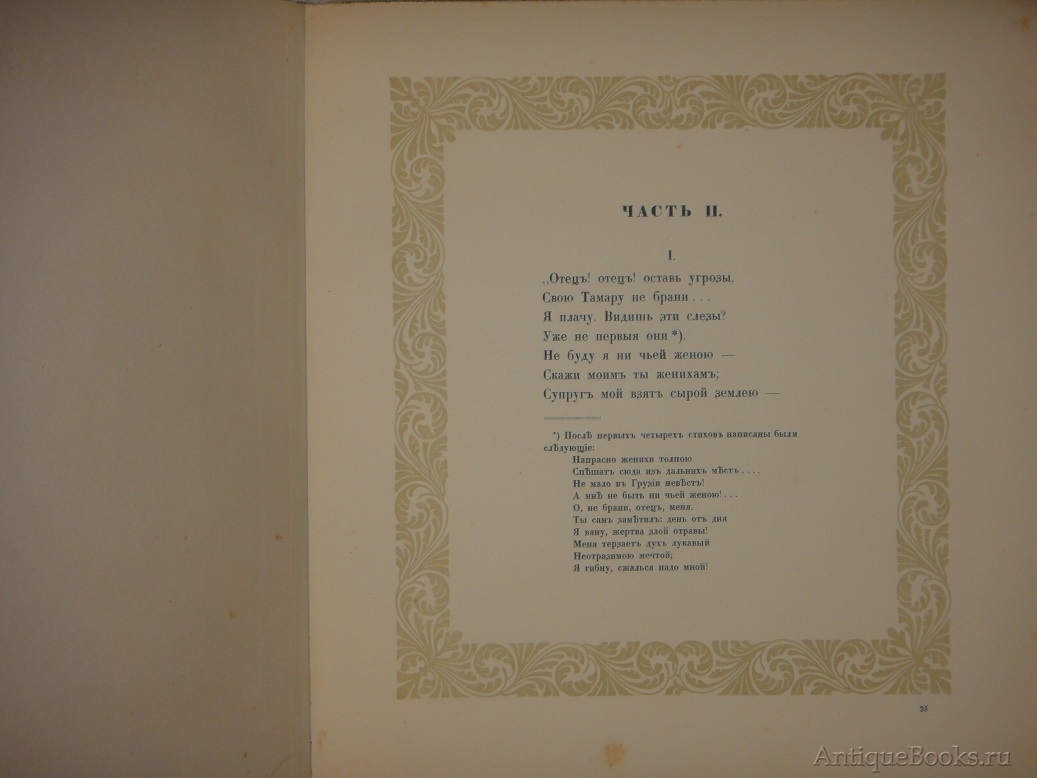 ЧАСТЬ II.
I.
„Отецъ! отецъ! оставь угрозы,
Свою Тамару не брани...
Я плачу. Видишь эти слезы?
Уже не первыя они*).
Не буду я ни чьей женою —
Скажи моимъ ты женихамъ;
Супругъ мой взятъ сырой землею —
*) Послѣ первыхъ четырехъ стиховъ написаны были
слѣдующіе:
Напрасно женихи толпою
Спѣшатъ сюда изъ дальнихъ мѣстъ....
Не мало въ Грузіи невѣстъ!
А мнѣ не быть ни чьей женою!...
О, не брани, отецъ, меня.
Ты самъ замѣтилъ: день отъ дня
Я вяну, жертва злой отравы!
Меня терзаетъ духъ лукавый
Неотразимою мечтой;
Я гибну, сжалься надо мной!
AntiqueBooks.ru